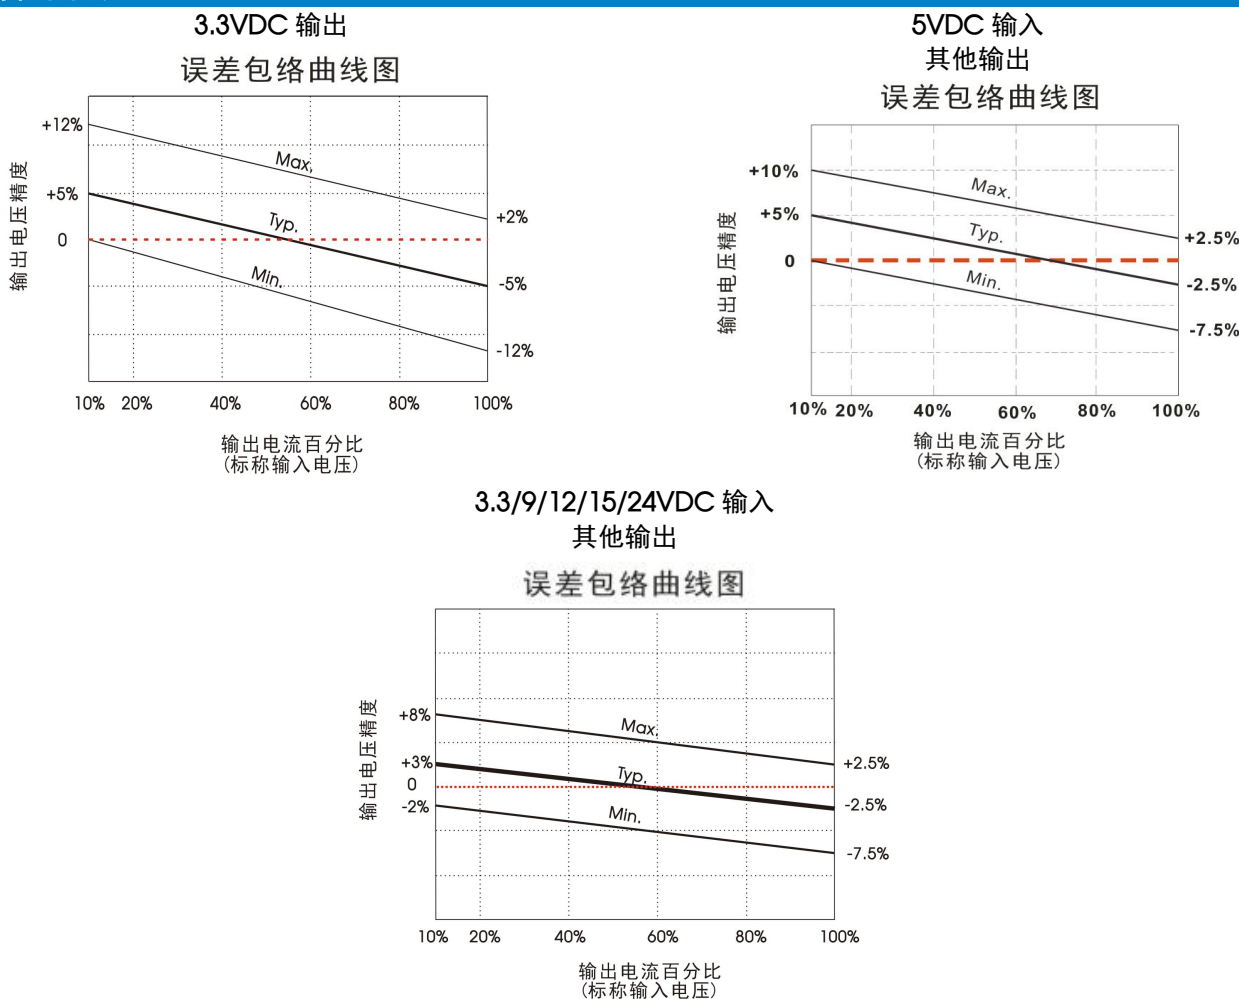 3.3VDC 输出
误差包络曲线图
输出电压精度
+12%
+5%
0
Max.
Typ.
Min.
+2%
-5%
-12%
10% 20% 40% 60% 80% 100%
输出电流百分比
(标称输入电压)
5VDC 输入
其他输出
误差包络曲线图
输出电压精度
+10%
+5%
0
Max.
Typ.
Min.
+2.5%
-2.5%
-7.5%
10% 20% 40% 60% 80% 100%
输出电流百分比
(标称输入电压)
3.3/9/12/15/24VDC 输入
其他输出
误差包络曲线图
输出电压精度
+8%
+3%
0
-2%
Max.
Typ.
Min.
+2.5%
-2.5%
-7.5%
10% 20% 40% 60% 80% 100%
输出电流百分比
(标称输入电压)